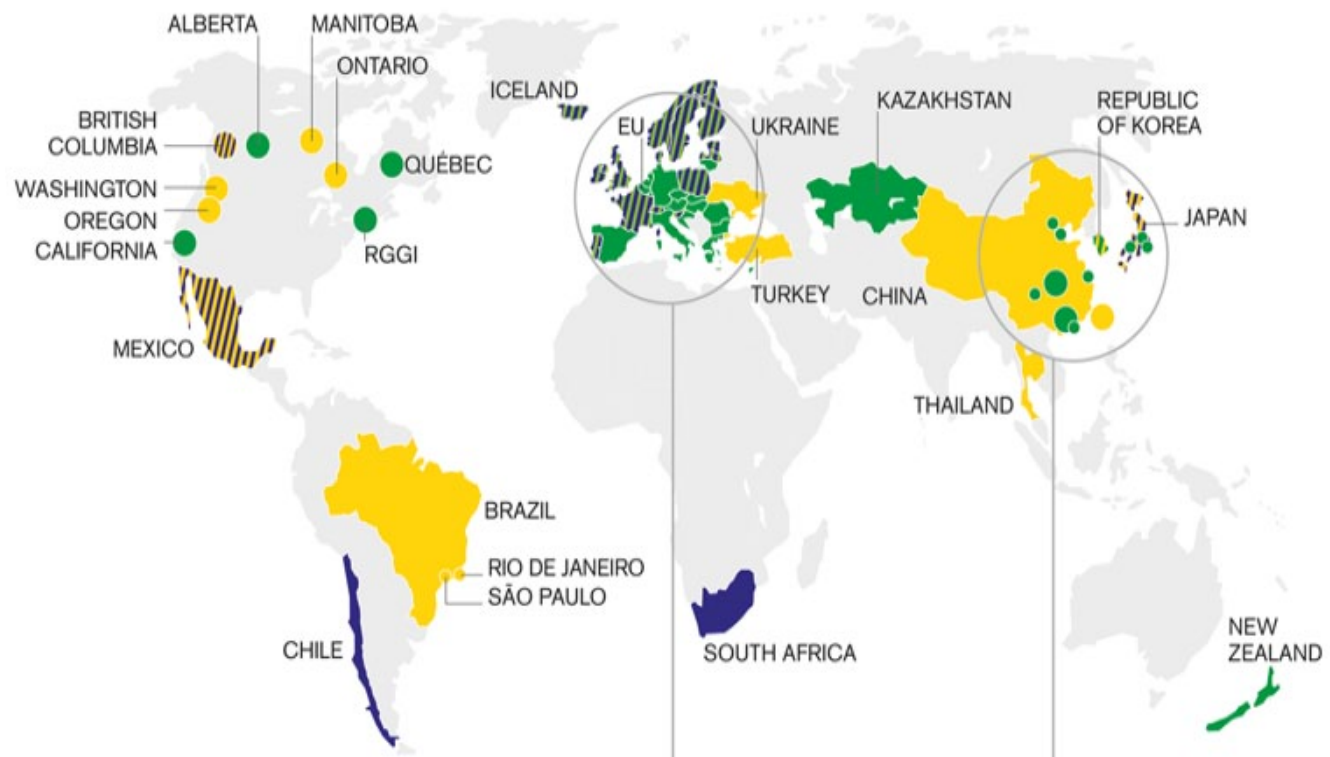 ALBERTA
MANITOBA
ONTARIO
BRITISH
COLUMBIA
QUÉBEC
WASHINGTON
OREGON
CALIFORNIA
RGGI
MEXICO
ICELAND
EU
UKRAINE
KAZAKHSTAN
REPUBLIC
OF KOREA
JAPAN
TURKEY
CHINA
THAILAND
BRAZIL
RIO DE JANEIRO
SÃO PAULO
CHILE
SOUTH AFRICA
NEW
ZEALAND